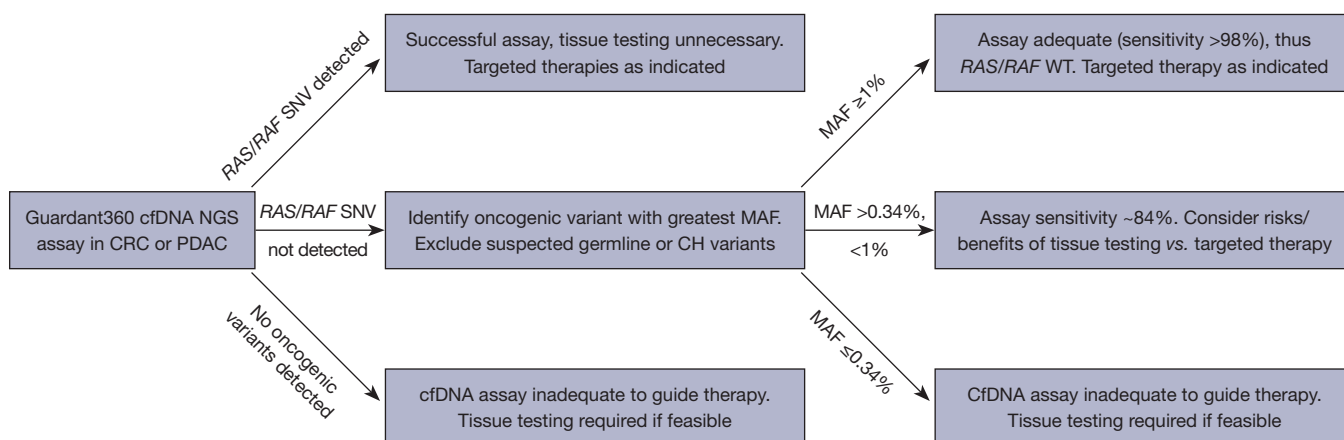 Guardant360 cfDNA NGS
assay in CRC or PDAC
RAS/RAF SNV detected
Successful assay, tissue testing unnecessary.
Targeted therapies as indicated
RAS/RAF SNV
not detected
Identify oncogenic variant with greatest MAF.
Exclude suspected germline or CH variants
No oncogenic
variants detected
cfDNA assay inadequate to guide therapy.
Tissue testing required if feasible
MAF ≥1%
Assay adequate (sensitivity >98%), thus
RAS/RAF WT. Targeted therapy as indicated
MAF >0.34%,
<1%
Assay sensitivity ~84%. Consider risks/
benefits of tissue testing vs. targeted therapy
MAF ≤0.34%
CfDNA assay inadequate to guide therapy.
Tissue testing required if feasible